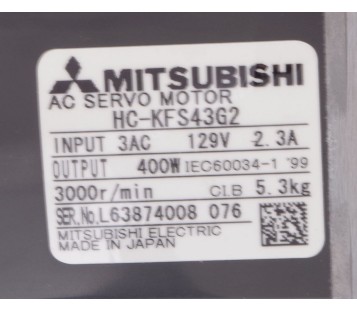 MITSUBISHI
AC SERVO MOTOR
HC-KFS43G2
INPUT 3AC 129V 2.3A
OUTPUT 400W IEC60034-1 '99
3000r/min CLB 5.3kg
SER.No.L63874008 076
MITSUBISHI ELECTRIC
MADE IN JAPAN